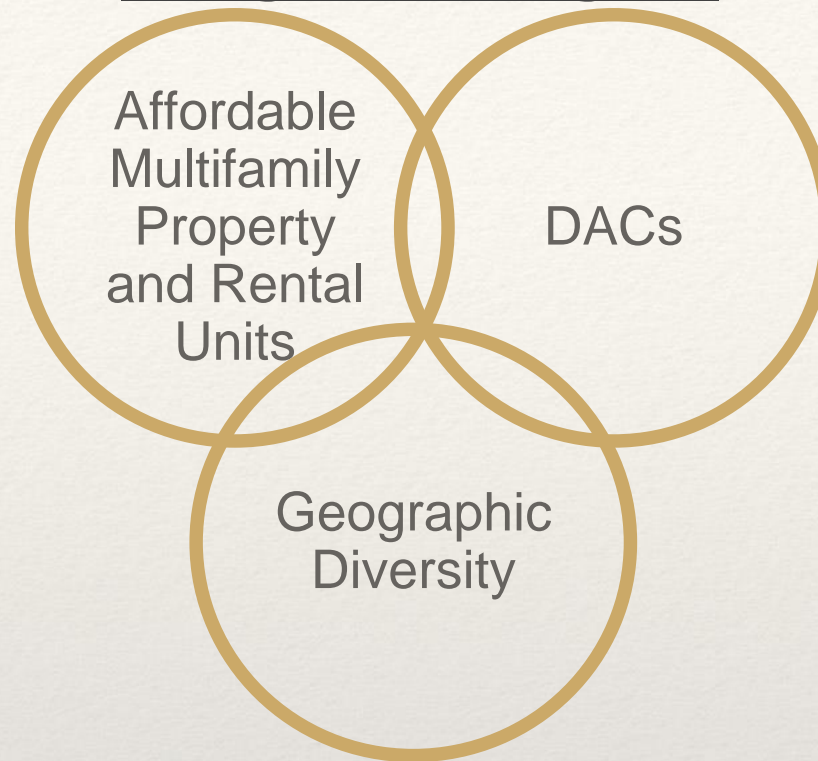 Affordable
Multifamily
Property
and Rental
Units
DACs
Geographic
Diversity